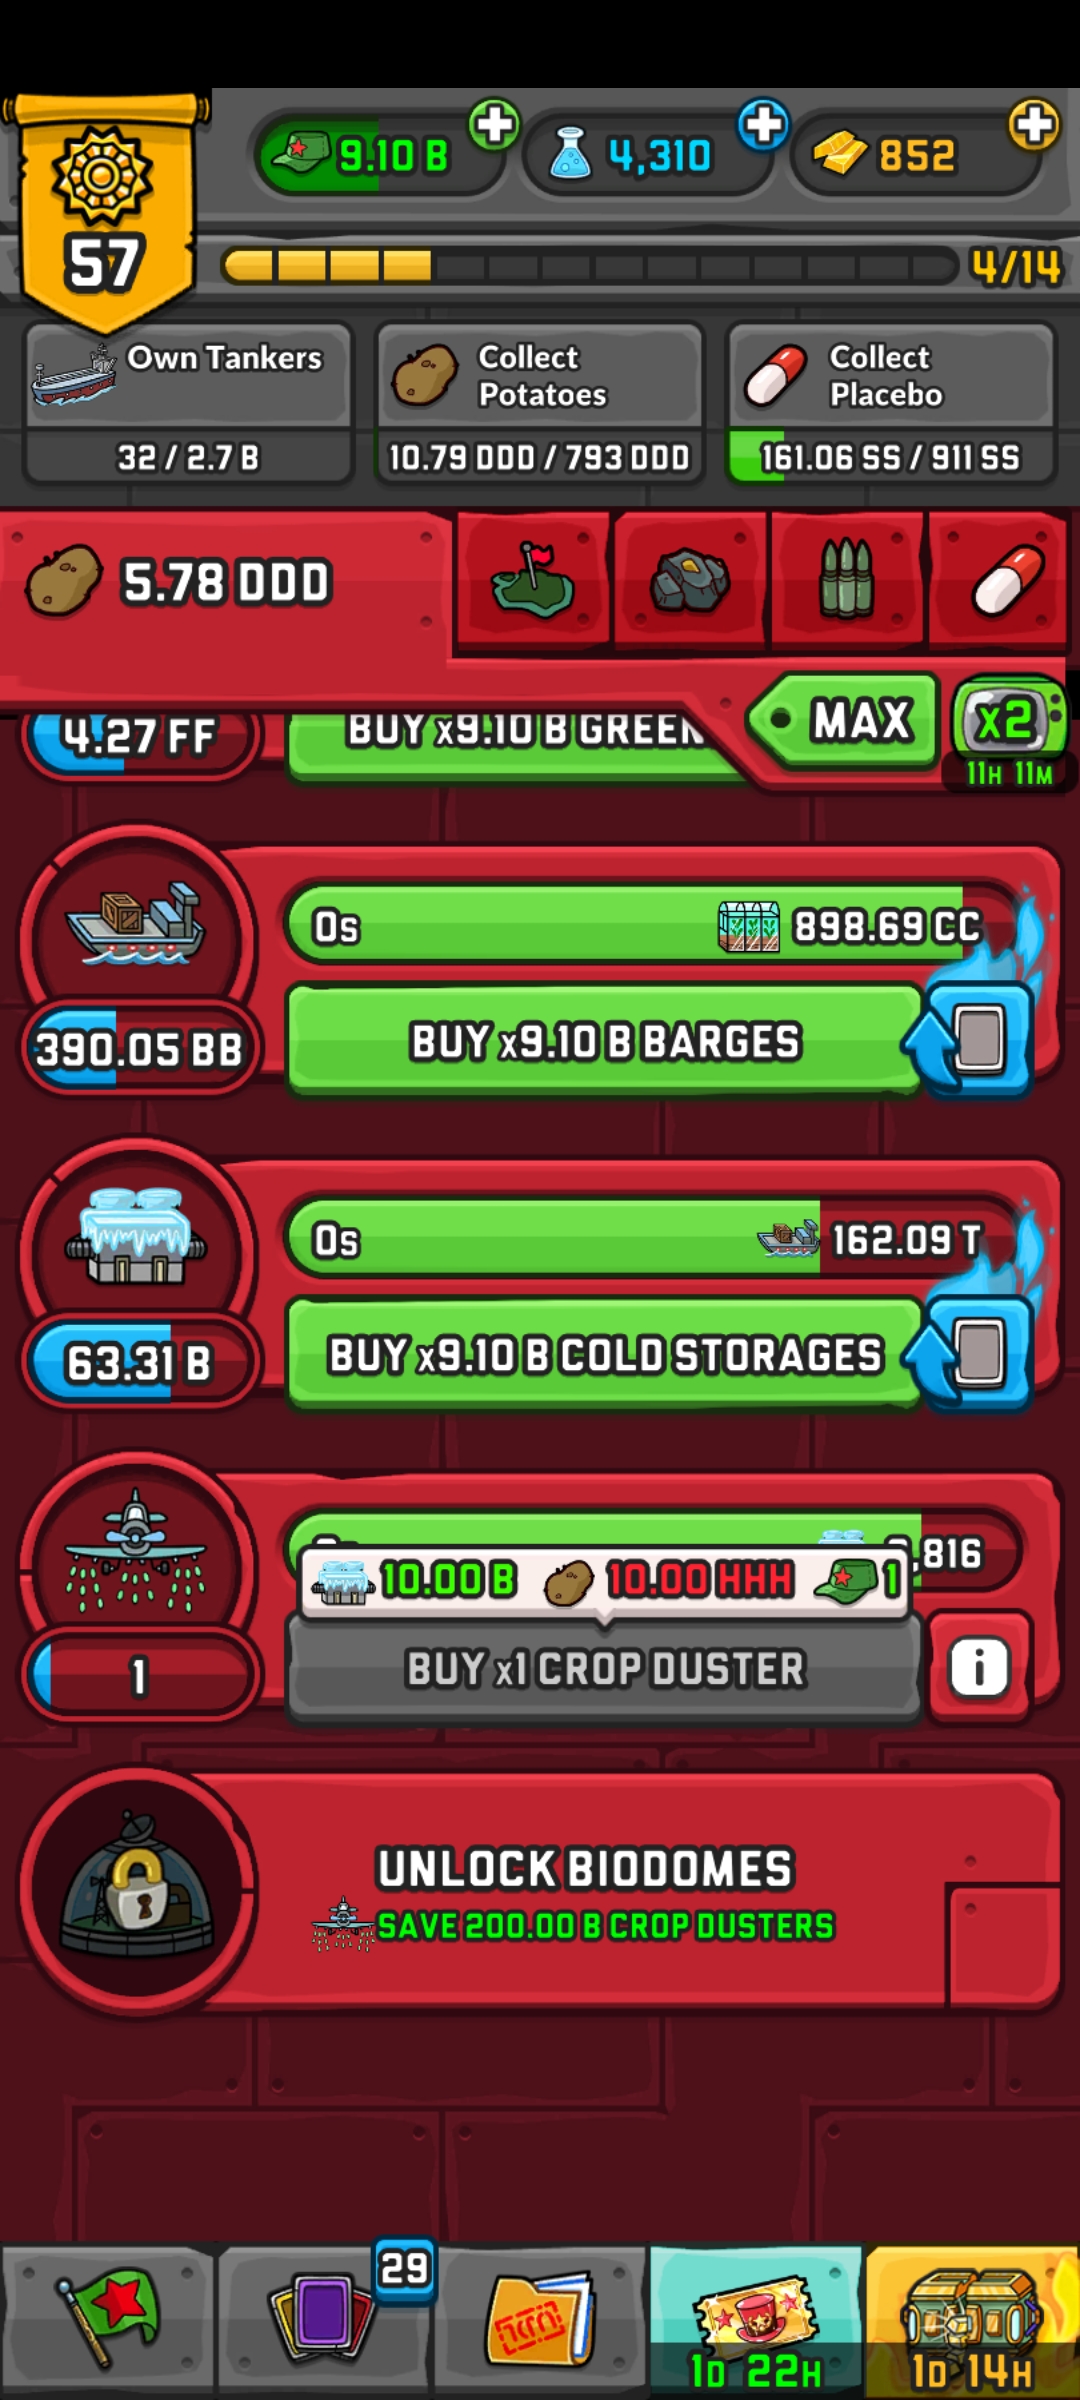 9.10 B
4,310
852
57
4/14
Own Tankers
32 / 2.7 B
Collect
Potatoes
10.79 DDD / 793 DDD
Collect
Placebo
161.06 SS / 911 SS
5.78 DDD
MAX
x2
11H 11M
4.27 FF
BUY x9.10 B GREEN
0s
898.69 CC
390.05 BB
BUY x9.10 B BARGES
0s
162.09 T
63.31 B
BUY x9.10 B COLD STORAGES
,816
10.00 B
10.00 HHH
1
1
BUY x1 CROP DUSTER
i
UNLOCK BIODOMES
SAVE 200.00 B CROP DUSTERS
29
1D 22H
1D 14H